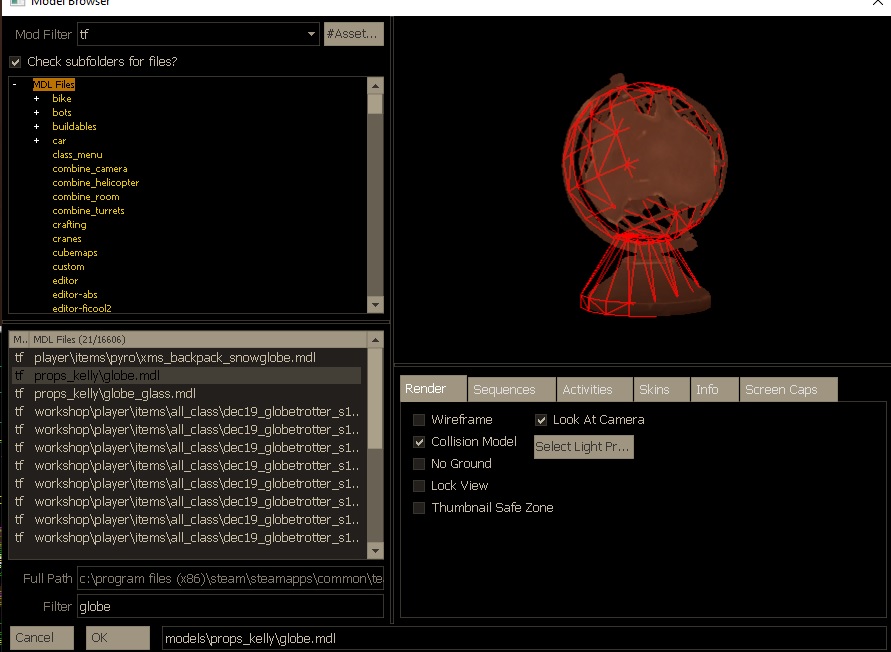 Model Browser
Mod Filter tf #Asset...
Check subfolders for files?
- MDL Files
+ bike
+ bots
+ buildables
+ car
class_menu
combine_camera
combine_helicopter
combine_room
combine_turrets
crafting
cranes
cubemaps
custom
editor
editor-abs
editor-ficool2
M.. MDL Files (21/16606)
tf player\items\pyro\xms_backpack_snowglobe.mdl
tf props_kelly\globe.mdl
tf props_kelly\globe_glass.mdl
tf workshop\player\items\all_class\dec19_globetrotter_s1..
tf workshop\player\items\all_class\dec19_globetrotter_s1..
tf workshop\player\items\all_class\dec19_globetrotter_s1..
tf workshop\player\items\all_class\dec19_globetrotter_s1..
tf workshop\player\items\all_class\dec19_globetrotter_s1..
tf workshop\player\items\all_class\dec19_globetrotter_s1..
tf workshop\player\items\all_class\dec19_globetrotter_s1..
tf workshop\player\items\all_class\dec19_globetrotter_s1..
Full Path c:\program files (x86)\steam\steamapps\common\te
Filter globe
Cancel OK models\props_kelly\globe.mdl
Render Sequences Activities Skins Info Screen Caps
Wireframe Look At Camera
Collision Model Select Light Pr...
No Ground
Lock View
Thumbnail Safe Zone